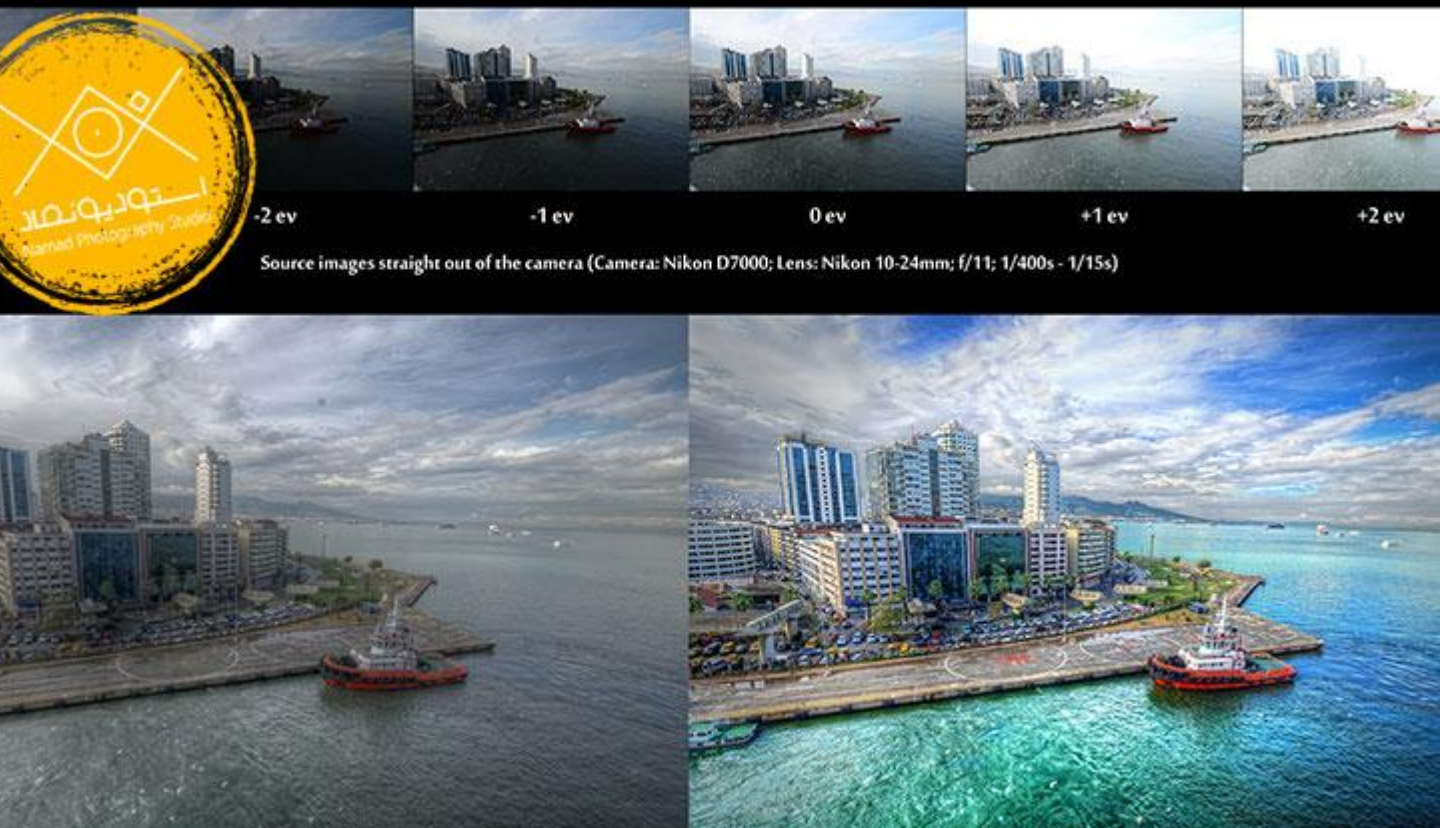 استودیو نماد
Namad Photography Studio
-2 ev
-1 ev
0 ev
+1 ev
+2 ev
Source images straight out of the camera (Camera: Nikon D7000; Lens: Nikon 10-24mm; f/11; 1/400s - 1/15s)